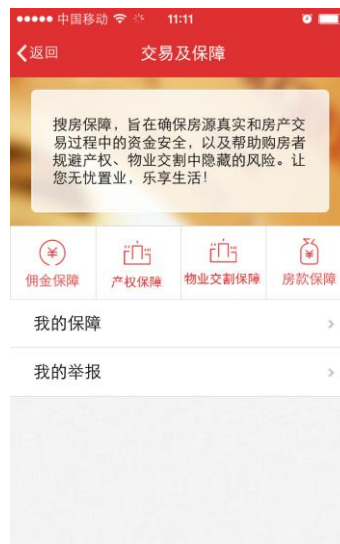 中国移动 11:11
返回 交易及保障
搜房保障，旨在确保房源真实和房产交
易过程中的资金安全，以及帮助购房者
规避产权、物业交割中隐藏的风险。让
您无忧置业，乐享生活！
佣金保障 产权保障 物业交割保障 房款保障
我的保障
我的举报